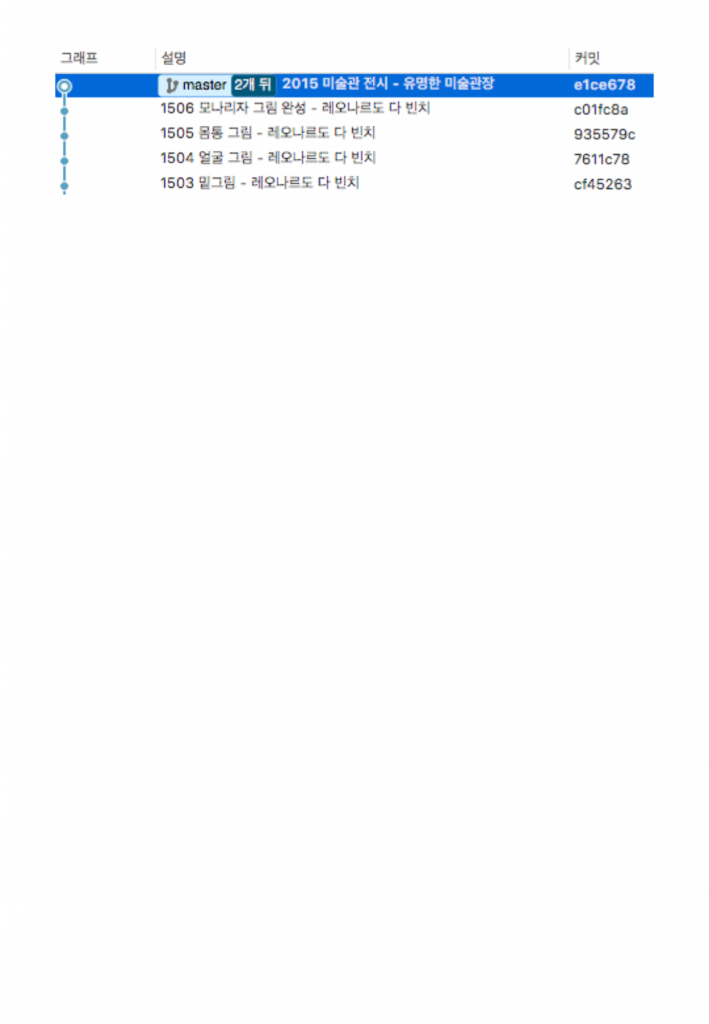 그래프 설명 커밋
master 2개 뒤 2015 미술관 전시 - 유명한 미술관장 e1ce678
1506 모나리자 그림 완성 - 레오나르도 다 빈치 c01fc8a
1505 몸통 그림 - 레오나르도 다 빈치 935579c
1504 얼굴 그림 - 레오나르도 다 빈치 7611c78
1503 밑그림 - 레오나르도 다 빈치 cf45263